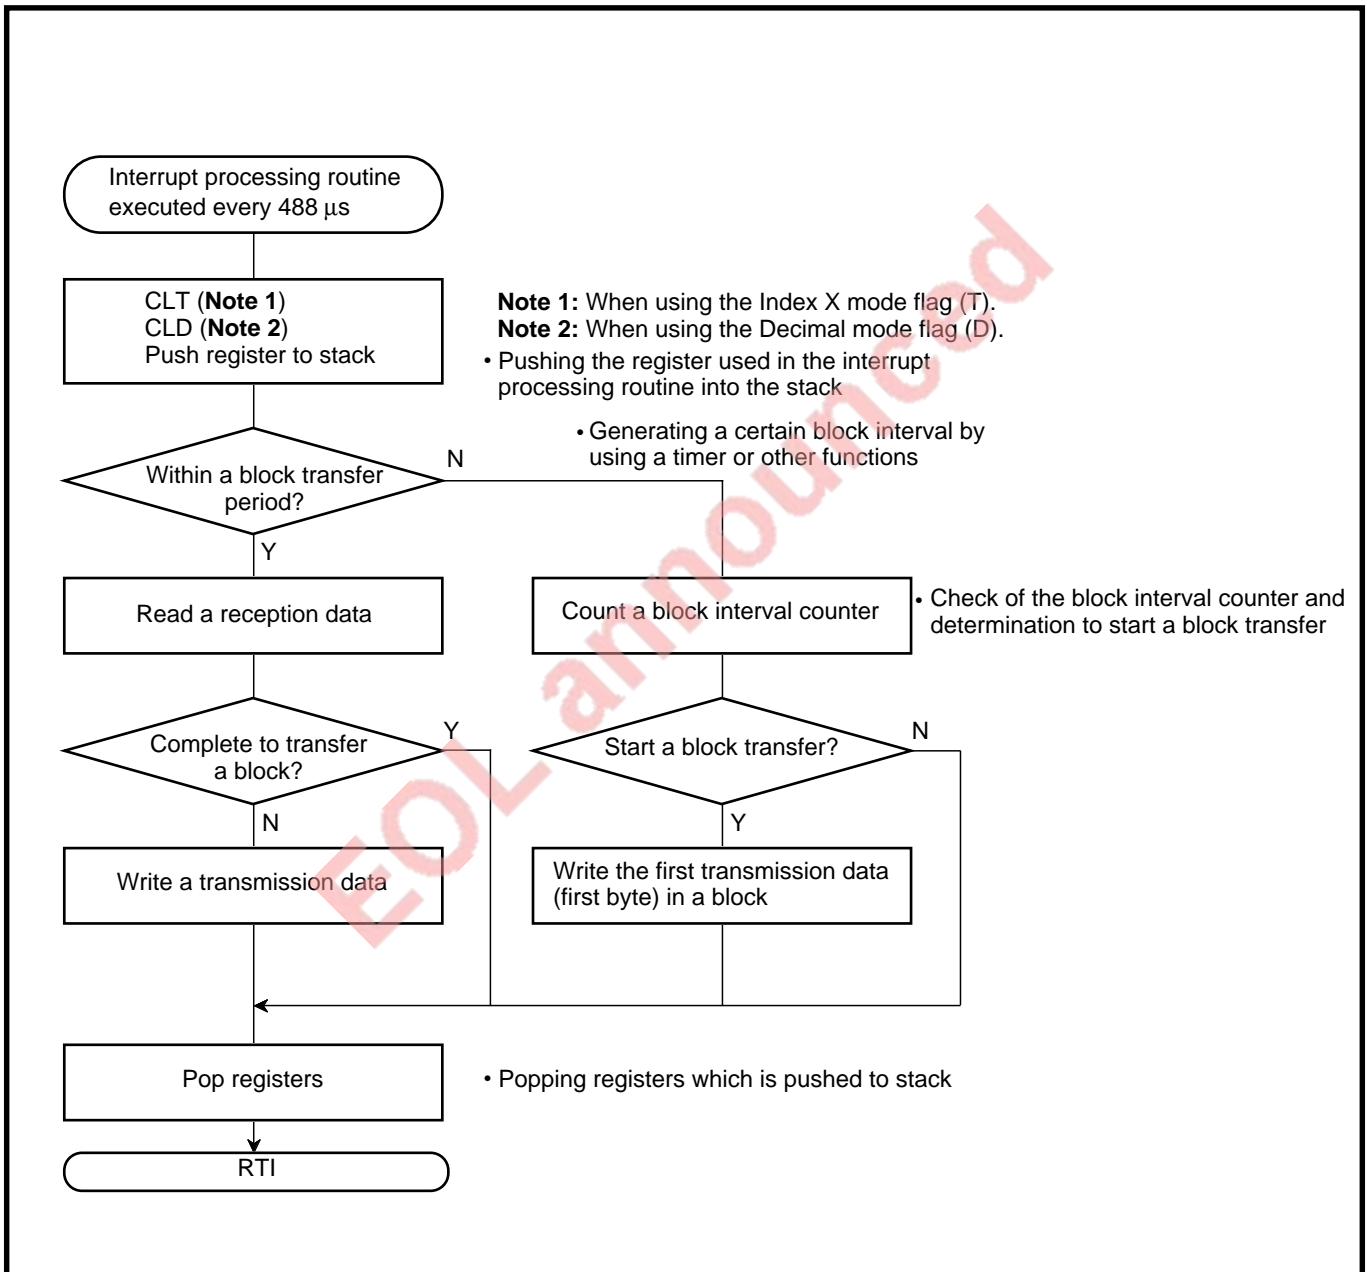 Interrupt processing routine
executed every 488 μs
CLT (Note 1)
CLD (Note 2)
Push register to stack
Note 1: When using the Index X mode flag (T).
Note 2: When using the Decimal mode flag (D).
• Pushing the register used in the interrupt
processing routine into the stack
• Generating a certain block interval by
using a timer or other functions
Within a block transfer
period?
N
Y
Read a reception data
Count a block interval counter
• Check of the block interval counter and
determination to start a block transfer
Complete to transfer
a block?
Y
N
Start a block transfer?
N
Y
Write a transmission data
Write the first transmission data
(first byte) in a block
Pop registers
• Popping registers which is pushed to stack
RTI
EOL announced